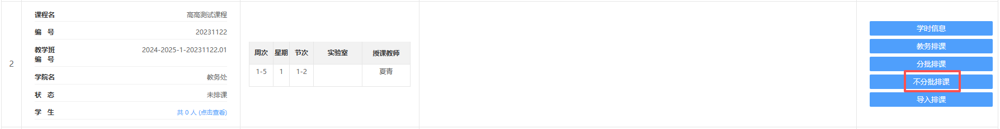 2
课程名 高高测试课程
编 号 20231122
教学班编 号 2024-2025-1-20231122.01
学院名 教务处
状 态 未排课
学 生 共 0 人 (点击查看)
周次 星期 节次 实验室 授课教师
1-5 1 1-2 夏青
学时信息
教务排课
分批排课
不分批排课
导入排课